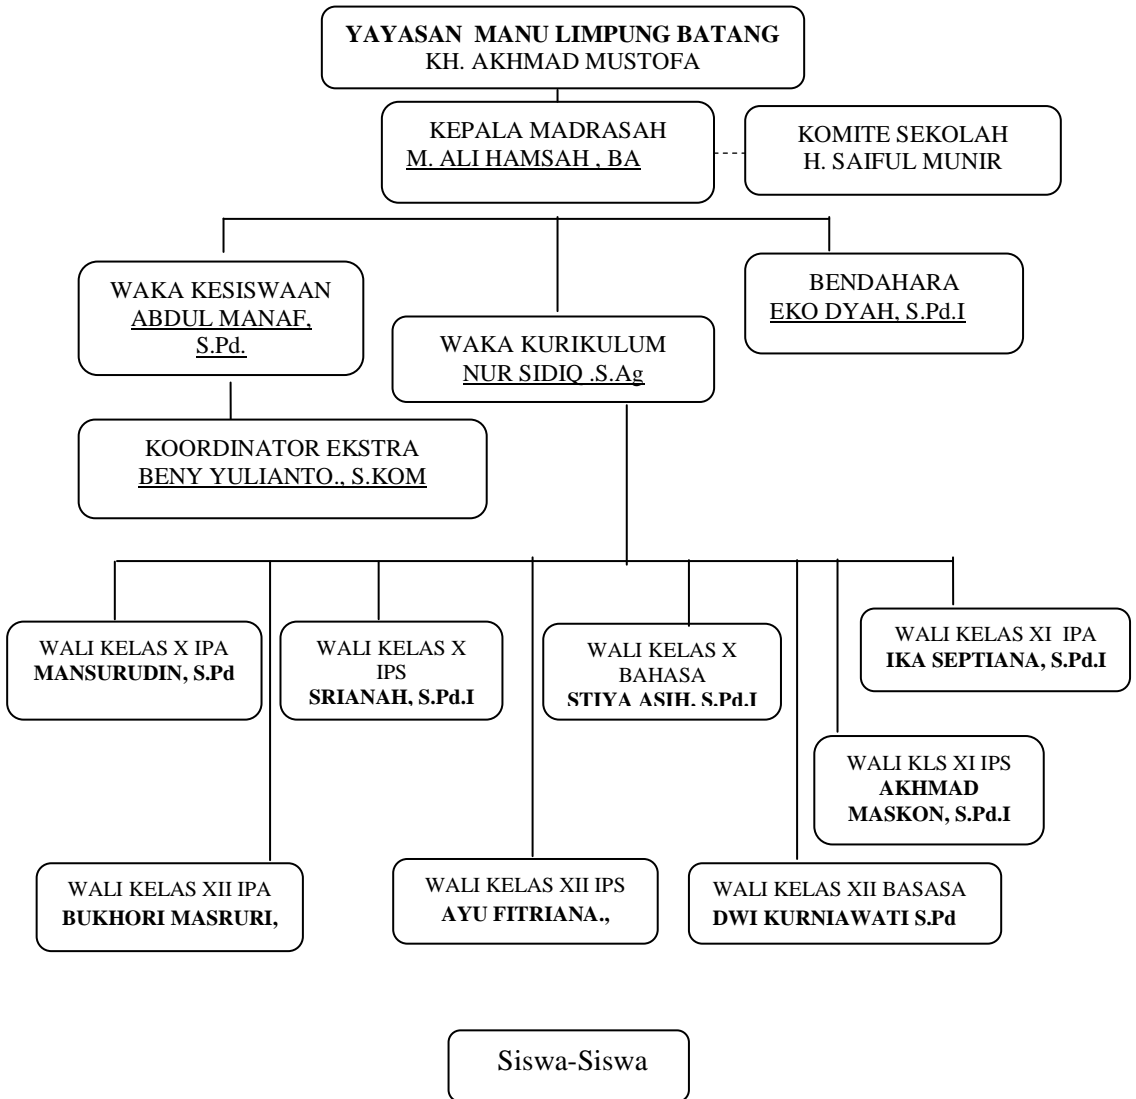 YAYASAN MANU LIMPUNG BATANG
KH. AKHMAD MUSTOFA
KEPALA MADRASAH
M. ALI HAMSAH , BA
KOMITE SEKOLAH
H. SAIFUL MUNIR
WAKA KESISWAAN
ABDUL MANAF,
S.Pd.
WAKA KURIKULUM
NUR SIDIQ .S.Ag
BENDAHARA
EKO DYAH, S.Pd.I
KOORDINATOR EKSTRA
BENY YULIANTO., S.KOM
WALI KELAS X IPA
MANSURUDIN, S.Pd
WALI KELAS X
IPS
SRIANAH, S.Pd.I
WALI KELAS X
BAHASA
STIYA ASIH, S.Pd.I
WALI KELAS XI IPA
IKA SEPTIANA, S.Pd.I
WALI KLS XI IPS
AKHMAD
MASKON, S.Pd.I
WALI KELAS XII IPA
BUKHORI MASRURI,
WALI KELAS XII IPS
AYU FITRIANA.,
WALI KELAS XII BASASA
DWI KURNIAWATI S.Pd
Siswa-Siswa